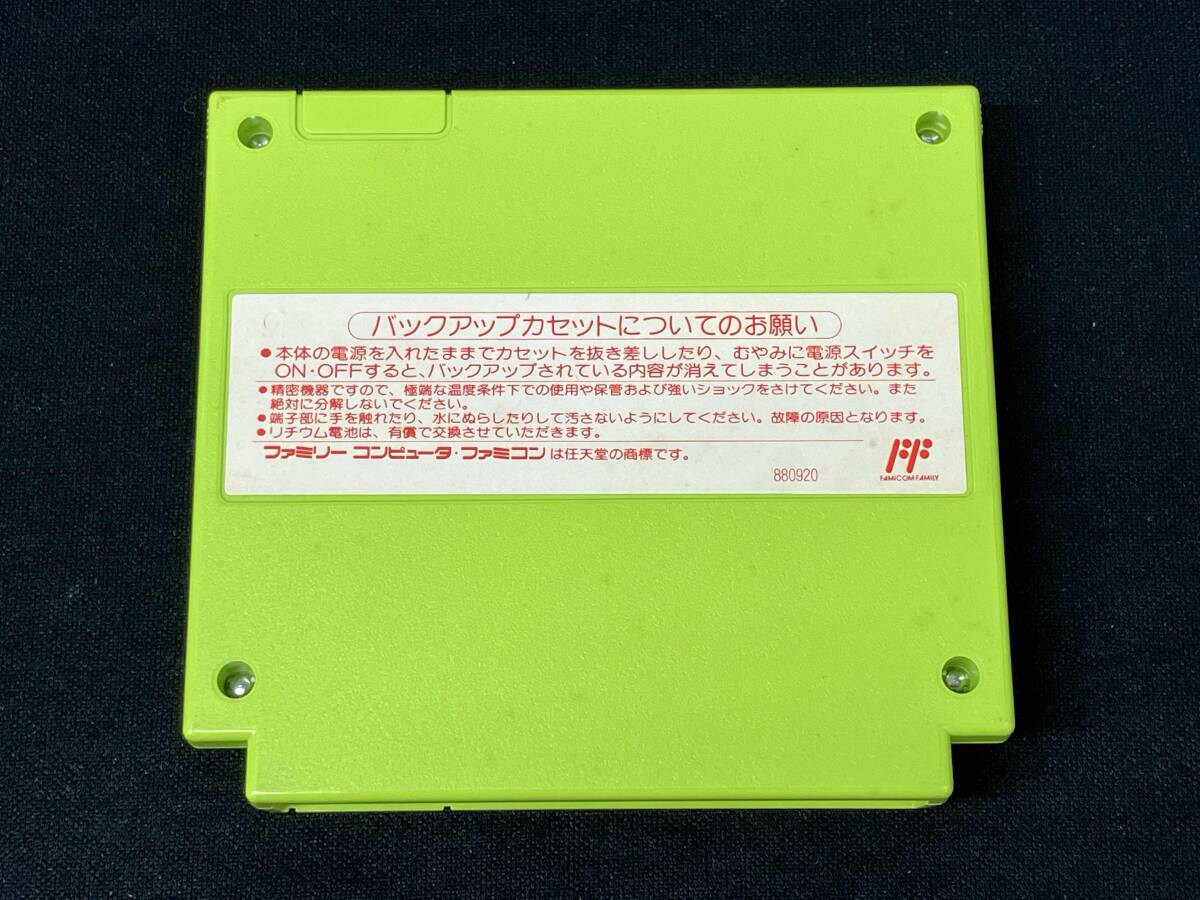 バックアップカセットについてのお願い
●本体の電源を入れたままでカセットを抜き差ししたり、むやみに電源スイッチを
ON・OFFすると、バックアップされている内容が消えてしまうことがあります。
●精密機器ですので、極端な温度条件下での使用や保管および強いショックをさけてください。また
絶対に分解しないでください。
●端子部に手を触れたり、水にぬらしたりして汚さないようにしてください。故障の原因となります。
●リチウム電池は、有償で交換させていただきます。
ファミリー コンピュータ・ファミコンは任天堂の商標です。
880920
FAMICOM FAMILY